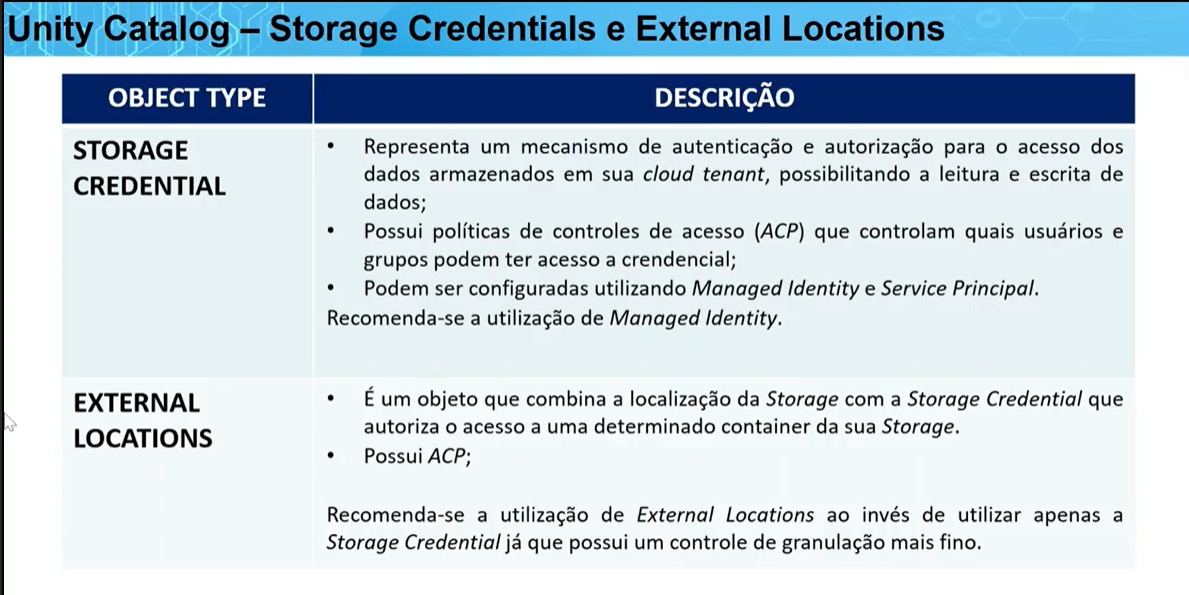 Unity Catalog – Storage Credentials e External Locations
OBJECT TYPE
DESCRIÇÃO
STORAGE
CREDENTIAL
• Representa um mecanismo de autenticação e autorização para o acesso dos
dados armazenados em sua cloud tenant, possibilitando a leitura e escrita de
dados;
• Possui políticas de controles de acesso (ACP) que controlam quais usuários e
grupos podem ter acesso a crendencial;
• Podem ser configuradas utilizando Managed Identity e Service Principal.
Recomenda-se a utilização de Managed Identity.
EXTERNAL
LOCATIONS
• É um objeto que combina a localização da Storage com a Storage Credential que
autoriza o acesso a uma determinado container da sua Storage.
• Possui ACP;
Recomenda-se a utilização de External Locations ao invés de utilizar apenas a
Storage Credential já que possui um controle de granulação mais fino.